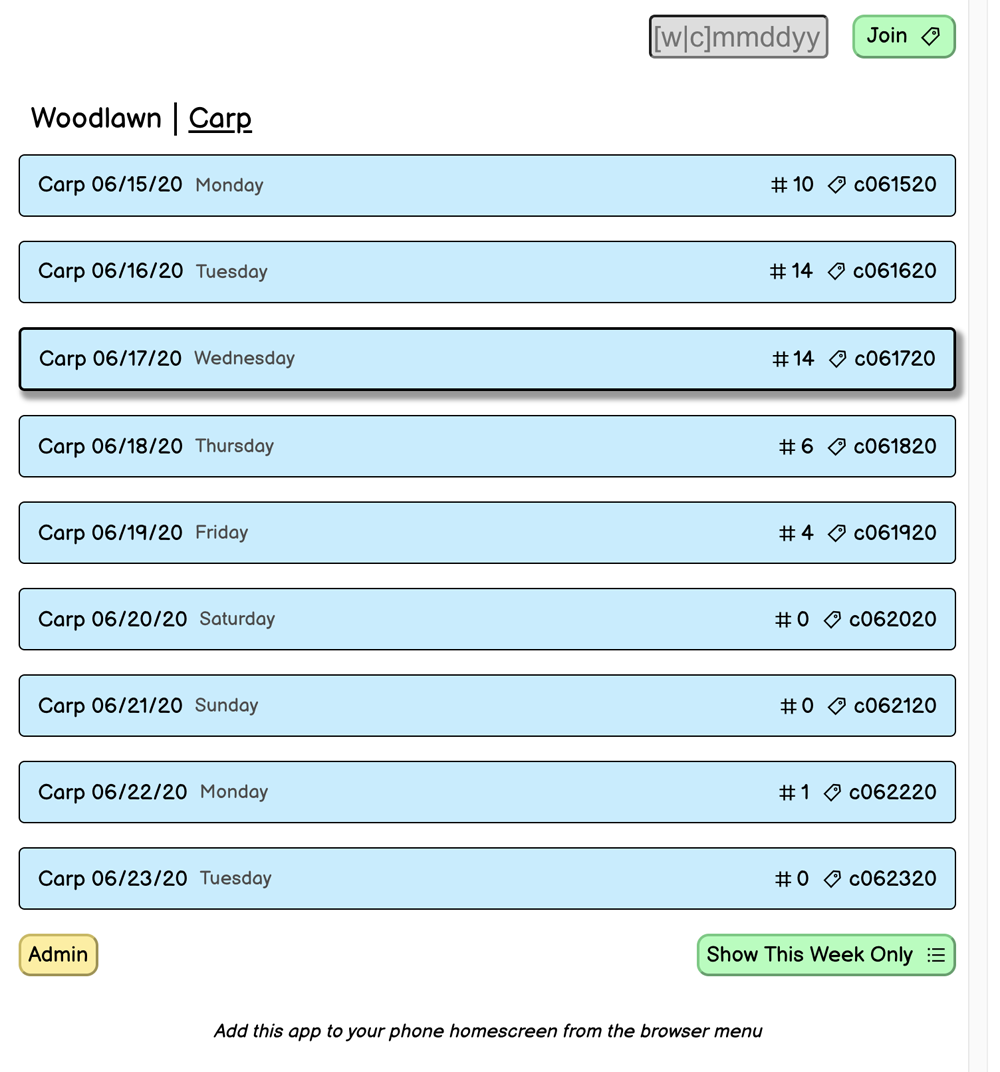 [w|c]mmddyy Join
Woodlawn | Carp
Carp 06/15/20 Monday # 10 c061520
Carp 06/16/20 Tuesday # 14 c061620
Carp 06/17/20 Wednesday # 14 c061720
Carp 06/18/20 Thursday # 6 c061820
Carp 06/19/20 Friday # 4 c061920
Carp 06/20/20 Saturday # 0 c062020
Carp 06/21/20 Sunday # 0 c062120
Carp 06/22/20 Monday # 1 c062220
Carp 06/23/20 Tuesday # 0 c062320
Admin Show This Week Only
Add this app to your phone homescreen from the browser menu